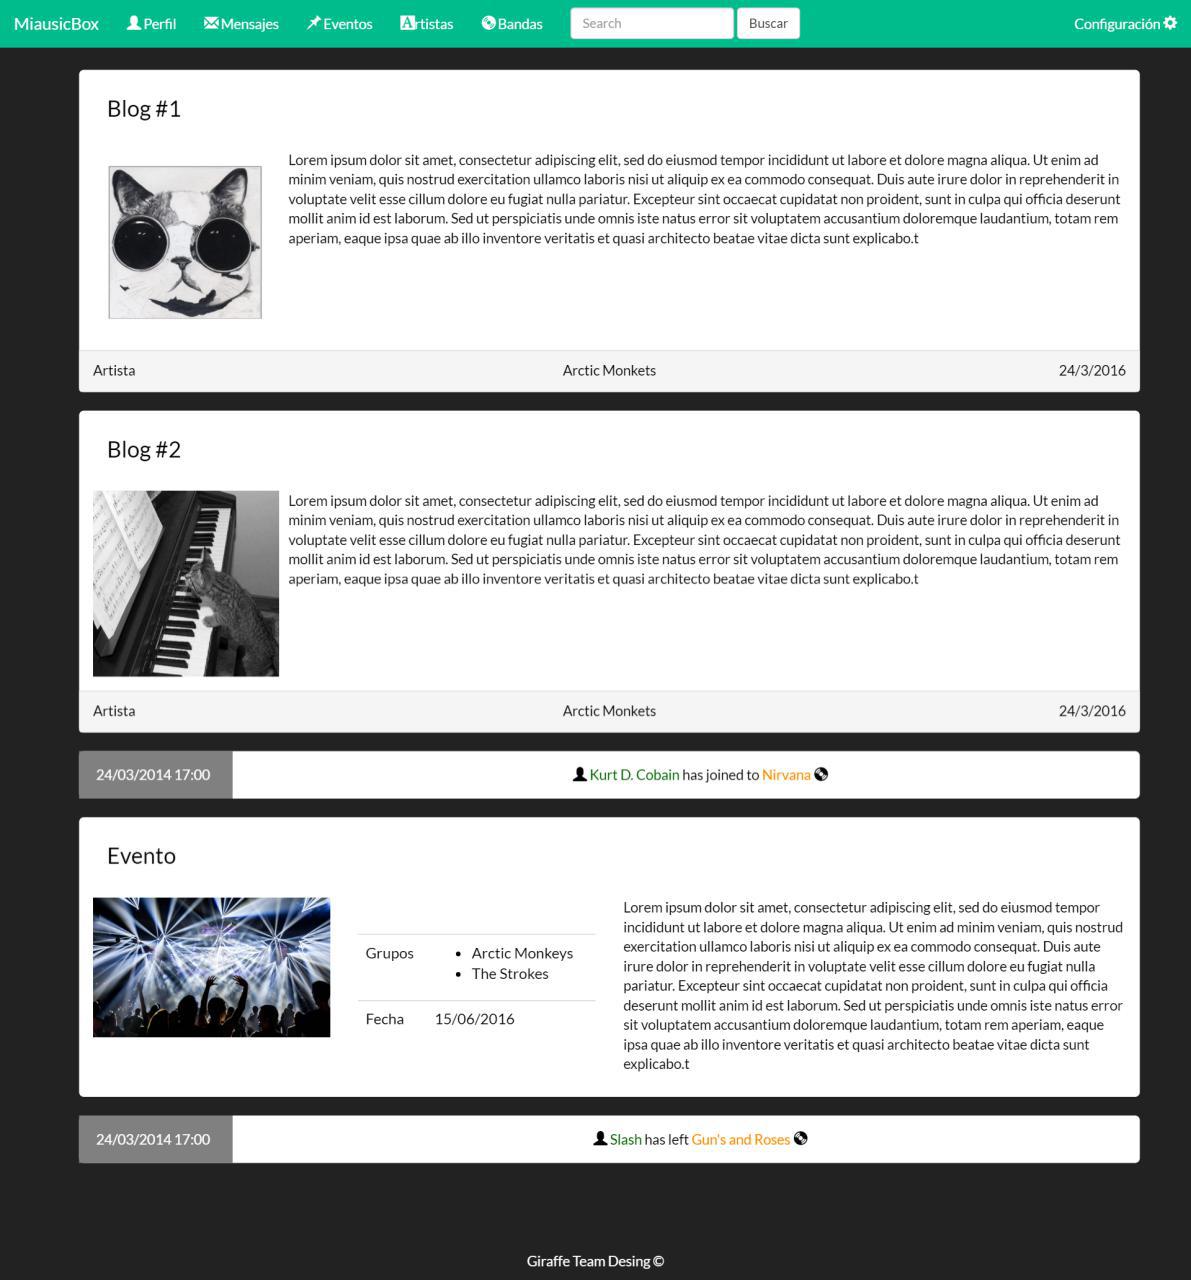 MiausicBox Perfil Mensajes Eventos Artistas Bandas Search Buscar Configuración
Blog #1
Lorem ipsum dolor sit amet, consectetur adipiscing elit, sed do eiusmod tempor incididunt ut labore et dolore magna aliqua. Ut enim ad
minim veniam, quis nostrud exercitation ullamco laboris nisi ut aliquip ex ea commodo consequat. Duis aute irure dolor in reprehenderit in
voluptate velit esse cillum dolore eu fugiat nulla pariatur. Excepteur sint occaecat cupidatat non proident, sunt in culpa qui officia deserunt
mollit anim id est laborum. Sed ut perspiciatis unde omnis iste natus error sit voluptatem accusantium doloremque laudantium, totam rem
aperiam, eaque ipsa quae ab illo inventore veritatis et quasi architecto beatae vitae dicta sunt explicabo.t
Artista Arctic Monkets 24/3/2016
Blog #2
Lorem ipsum dolor sit amet, consectetur adipiscing elit, sed do eiusmod tempor incididunt ut labore et dolore magna aliqua. Ut enim ad
minim veniam, quis nostrud exercitation ullamco laboris nisi ut aliquip ex ea commodo consequat. Duis aute irure dolor in reprehenderit in
voluptate velit esse cillum dolore eu fugiat nulla pariatur. Excepteur sint occaecat cupidatat non proident, sunt in culpa qui officia deserunt
mollit anim id est laborum. Sed ut perspiciatis unde omnis iste natus error sit voluptatem accusantium doloremque laudantium, totam rem
aperiam, eaque ipsa quae ab illo inventore veritatis et quasi architecto beatae vitae dicta sunt explicabo.t
Artista Arctic Monkets 24/3/2016
24/03/2014 17:00 Kurt D. Cobain has joined to Nirvana
Evento
Grupos
• Arctic Monkeys
• The Strokes
Fecha 15/06/2016
Lorem ipsum dolor sit amet, consectetur adipiscing elit, sed do eiusmod tempor
incididunt ut labore et dolore magna aliqua. Ut enim ad minim veniam, quis nostrud
exercitation ullamco laboris nisi ut aliquip ex ea commodo consequat. Duis aute
irure dolor in reprehenderit in voluptate velit esse cillum dolore eu fugiat nulla
pariatur. Excepteur sint occaecat cupidatat non proident, sunt in culpa qui officia
deserunt mollit anim id est laborum. Sed ut perspiciatis unde omnis iste natus error
sit voluptatem accusantium doloremque laudantium, totam rem aperiam, eaque
ipsa quae ab illo inventore veritatis et quasi architecto beatae vitae dicta sunt
explicabo.t
24/03/2014 17:00 Slash has left Gun's and Roses
Giraffe Team Desing ©